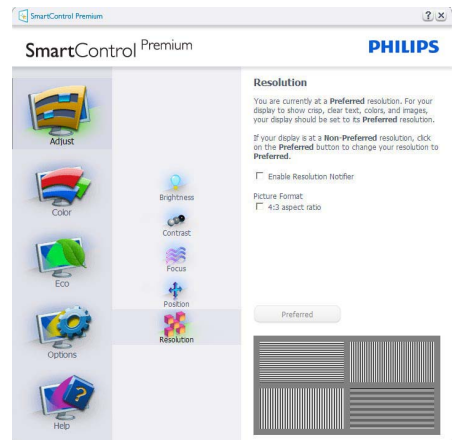 SmartControl Premium
SmartControl Premium
PHILIPS
Adjust
Color
Eco
Options
Help
Brightness
Contrast
Focus
Position
Resolution
Resolution
You are currently at a Preferred resolution. For your
display to show crisp, clear text, colors, and images,
your display should be set to its Preferred resolution.
If your display is at a Non-Preferred resolution, click
on the Preferred button to change your resolution to
Preferred.
Enable Resolution Notifier
Picture Format
4:3 aspect ratio
Preferred